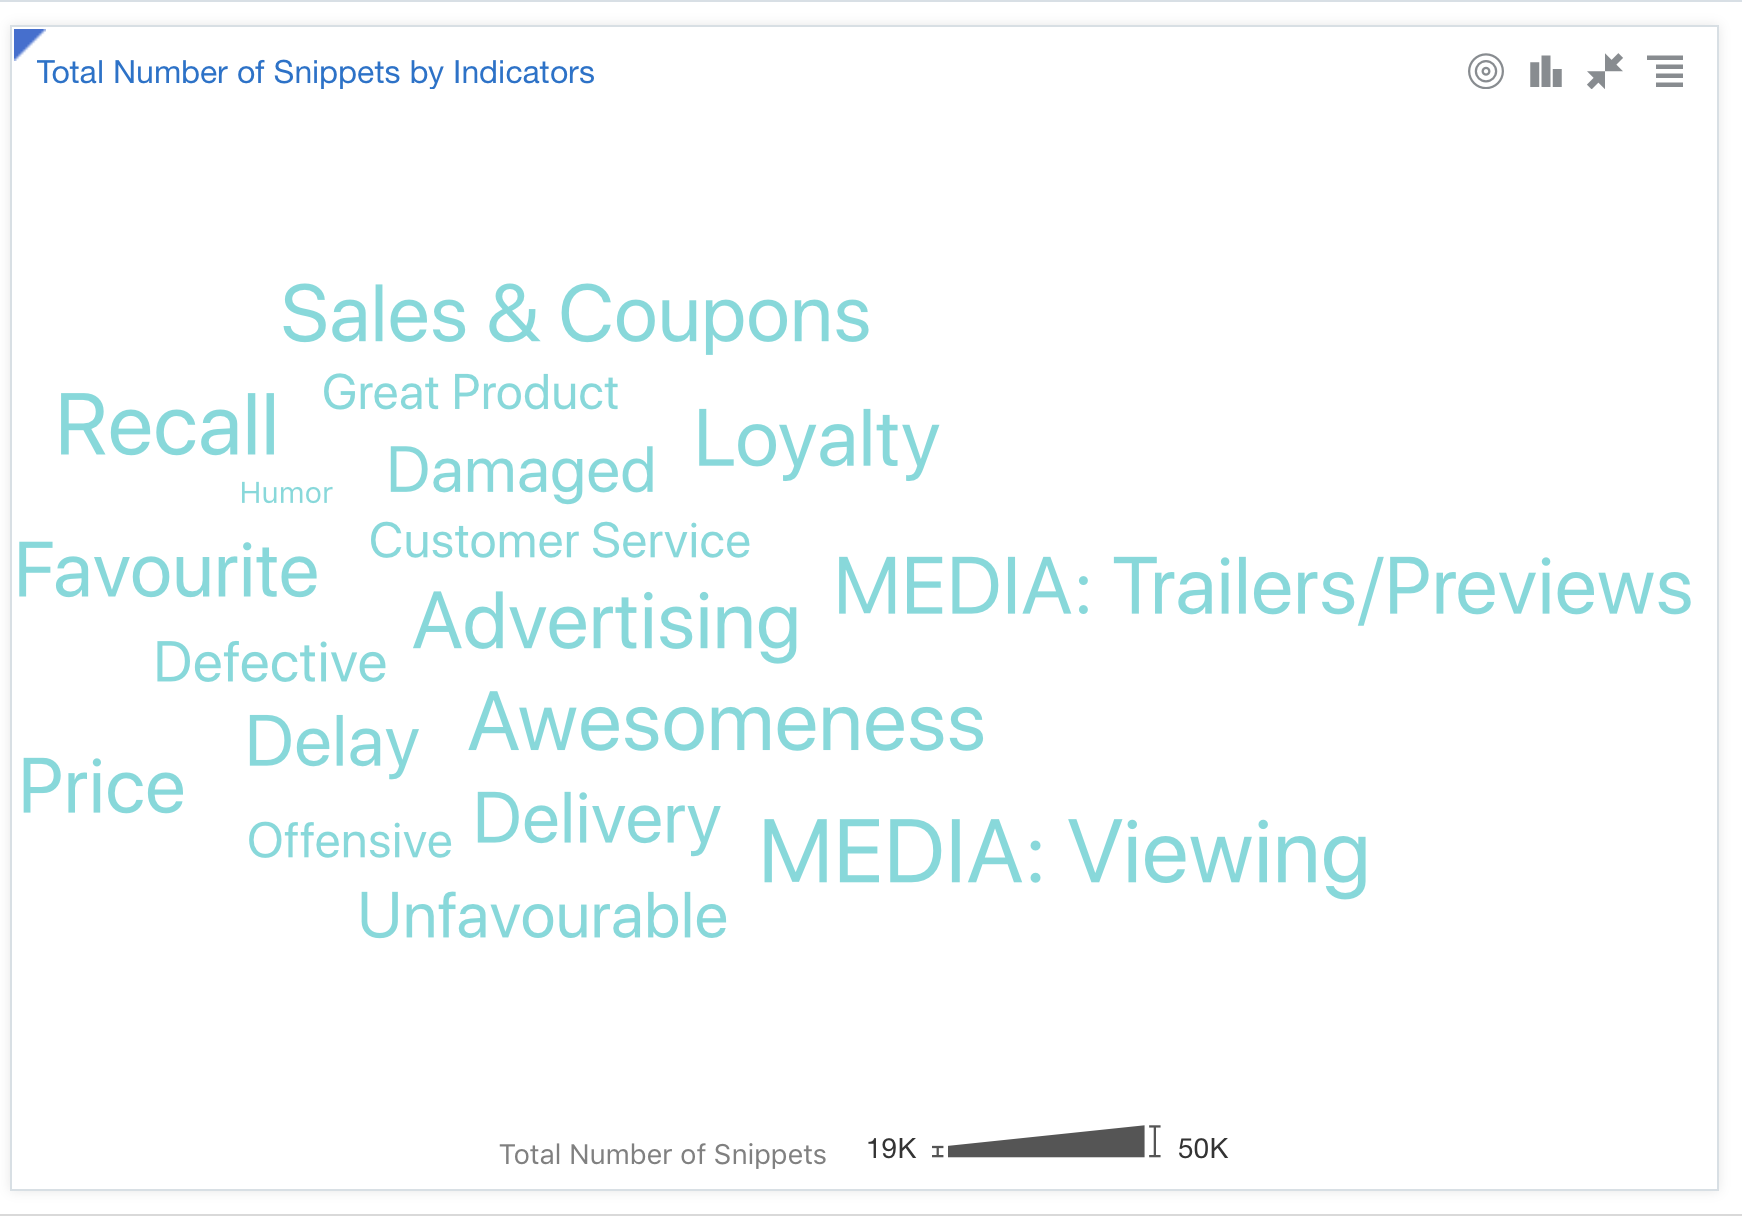 Total Number of Snippets by Indicators
Sales & Coupons
Great Product
Recall
Loyalty
Damaged
Humor
Customer Service
Favourite
MEDIA: Trailers/Previews
Advertising
Defective
Awesomeness
Delay
Price
Delivery
Offensive
MEDIA: Viewing
Unfavourable
Total Number of Snippets 19K 50K